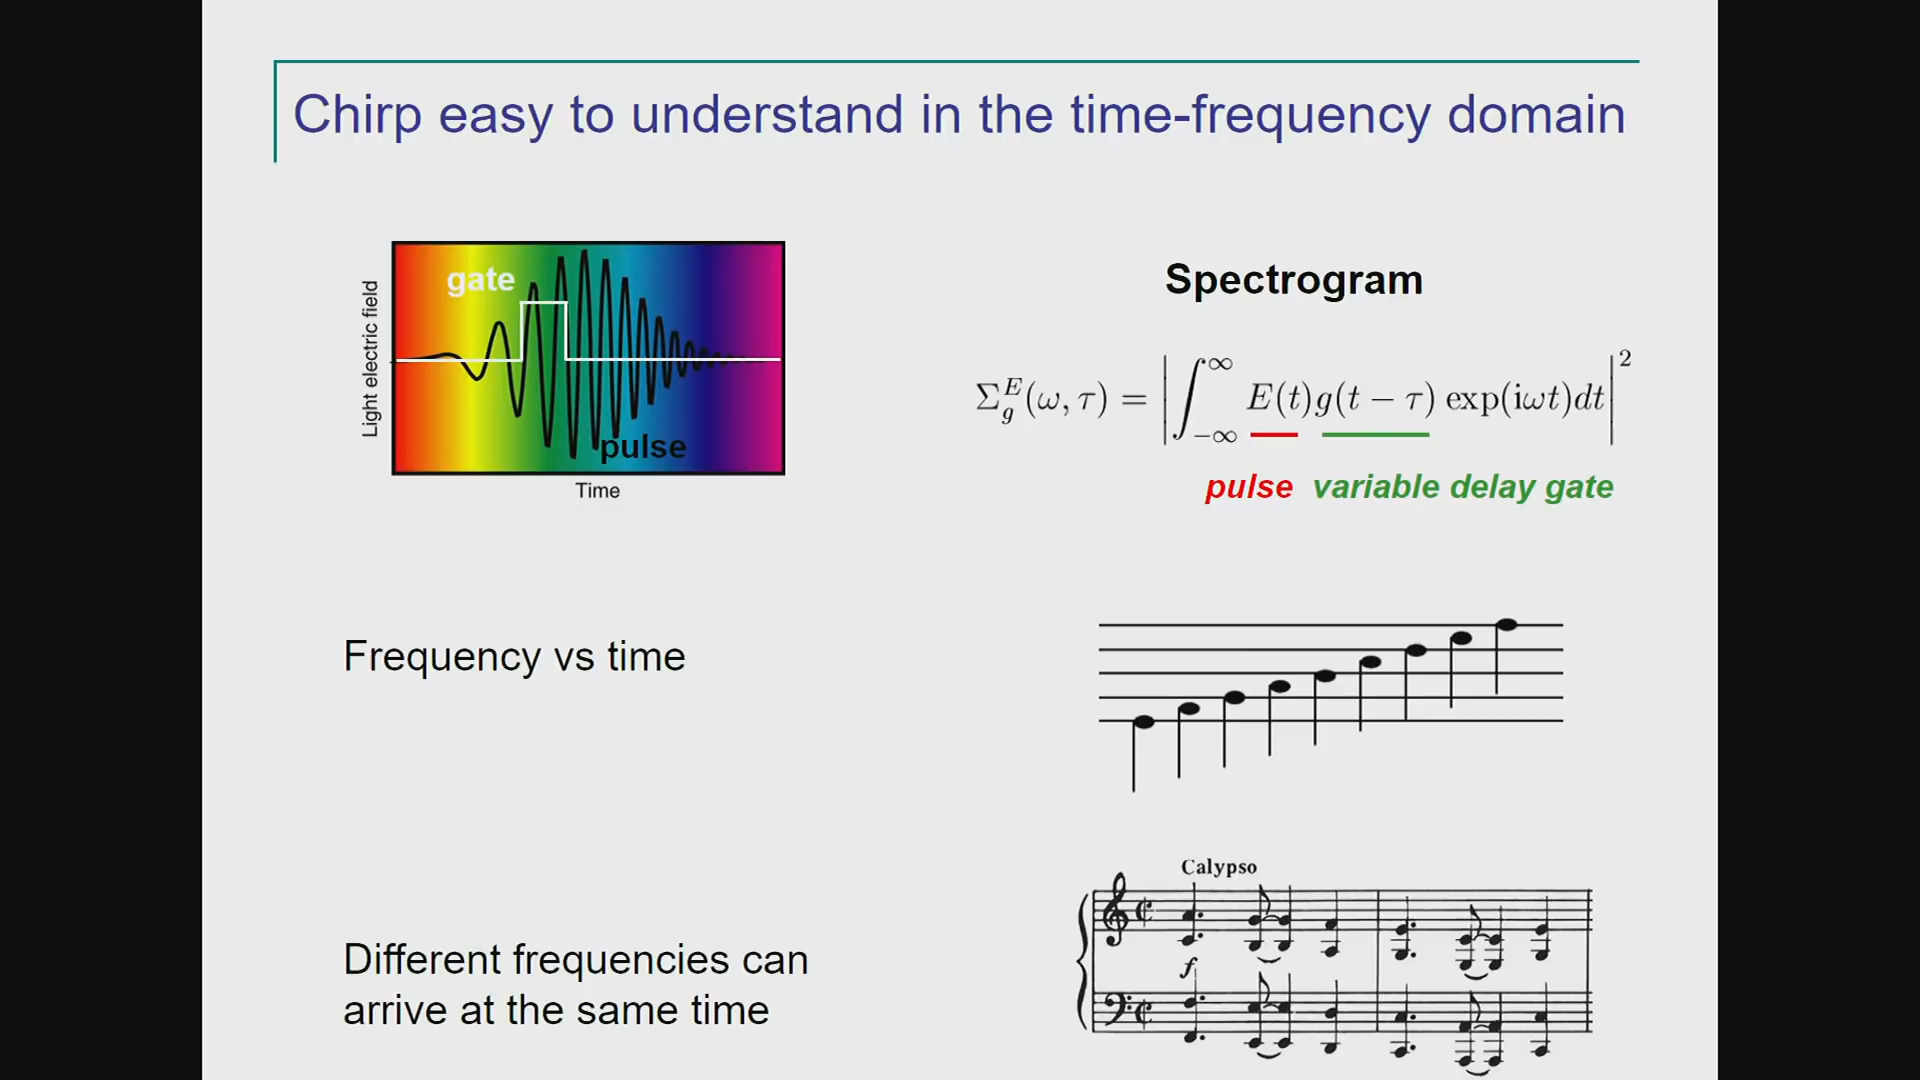 Chirp easy to understand in the time-frequency domain
gate
pulse
Light electric field
Time
Spectrogram
Σ_g^E(ω, τ) = |∫_{-∞}^{∞} E(t)g(t − τ) exp(iωt)dt|^2
pulse variable delay gate
Frequency vs time
Different frequencies can
arrive at the same time
Calypso
f